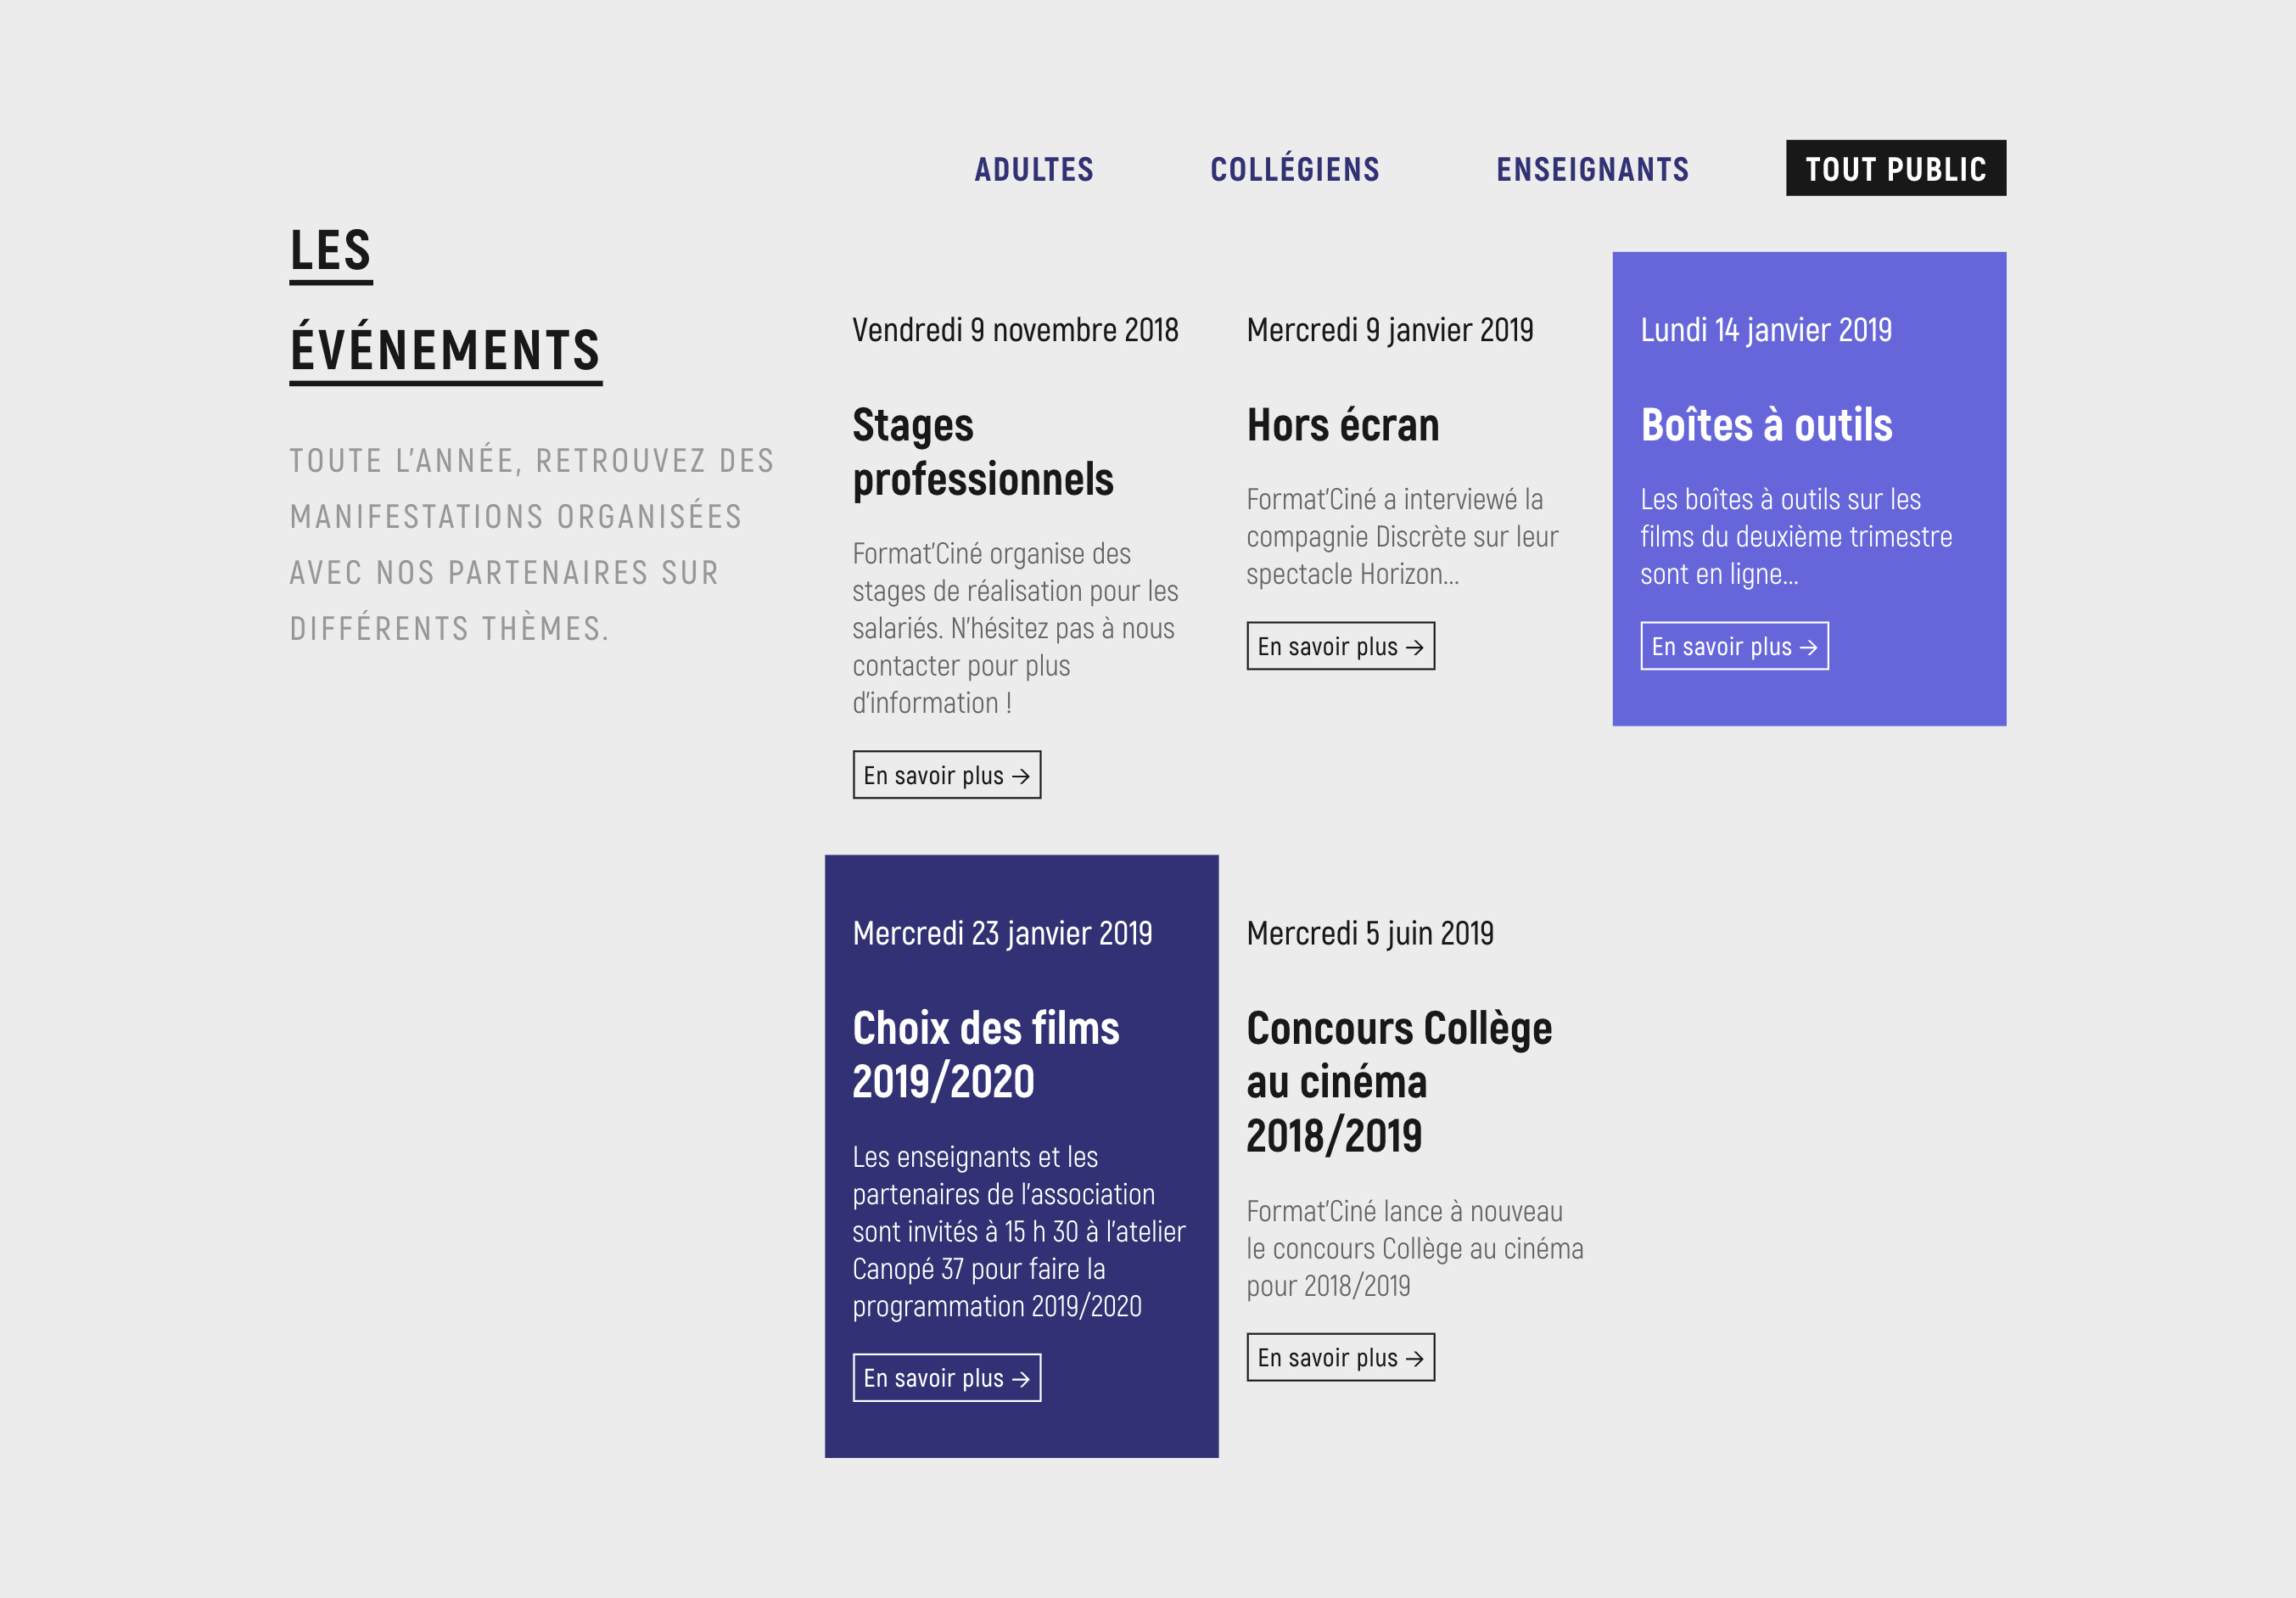 ADULTES
COLLÉGIENS
ENSEIGNANTS
TOUT PUBLIC
LES
ÉVÉNEMENTS
TOUTE L'ANNÉE, RETROUVEZ DES
MANIFESTATIONS ORGANISÉES
AVEC NOS PARTENAIRES SUR
DIFFÉRENTS THÈMES.
Vendredi 9 novembre 2018
Stages
professionnels
Format'Ciné organise des
stages de réalisation pour les
salariés. N'hésitez pas à nous
contacter pour plus
d'information !
En savoir plus →
Mercredi 9 janvier 2019
Hors écran
Format'Ciné a interviewé la
compagnie Discrète sur leur
spectacle Horizon...
En savoir plus →
Lundi 14 janvier 2019
Boîtes à outils
Les boîtes à outils sur les
films du deuxième trimestre
sont en ligne...
En savoir plus →
Mercredi 23 janvier 2019
Choix des films
2019/2020
Les enseignants et les
partenaires de l'association
sont invités à 15 h 30 à l'atelier
Canopé 37 pour faire la
programmation 2019/2020
En savoir plus →
Mercredi 5 juin 2019
Concours Collège
au cinéma
2018/2019
Format'Ciné lance à nouveau
le concours Collège au cinéma
pour 2018/2019
En savoir plus →